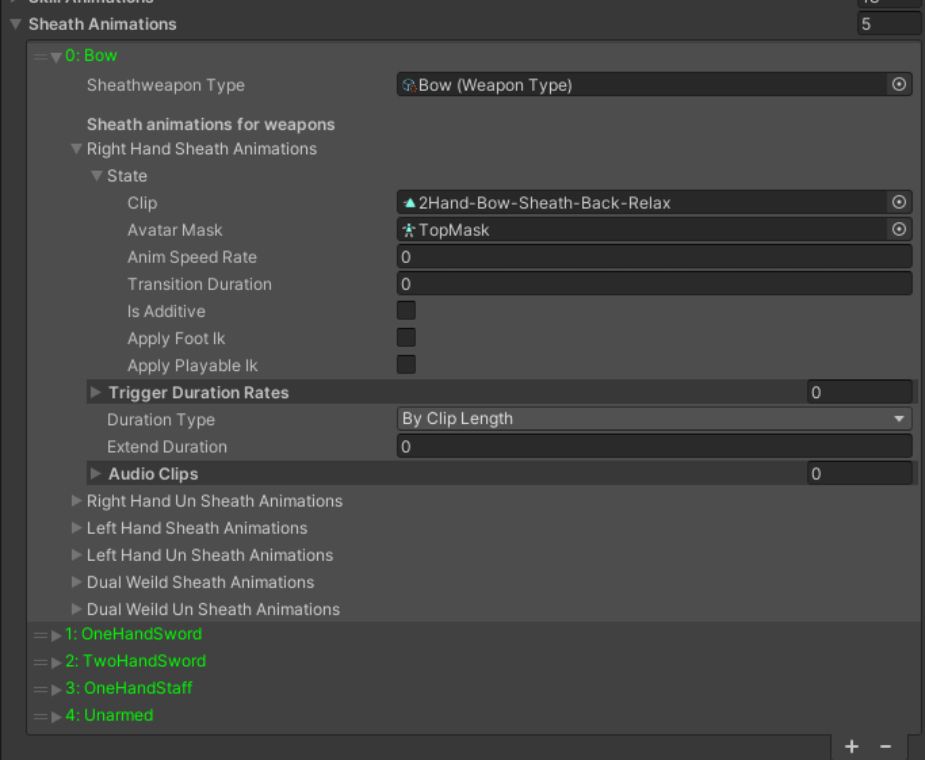 Skill Animations
Sheath Animations 5
0: Bow
Sheathweapon Type Bow (Weapon Type)
Sheath animations for weapons
Right Hand Sheath Animations
State
Clip 2Hand-Bow-Sheath-Back-Relax
Avatar Mask TopMask
Anim Speed Rate 0
Transition Duration 0
Is Additive
Apply Foot Ik
Apply Playable Ik
Trigger Duration Rates 0
Duration Type By Clip Length
Extend Duration 0
Audio Clips 0
Right Hand Un Sheath Animations
Left Hand Sheath Animations
Left Hand Un Sheath Animations
Dual Weild Sheath Animations
Dual Weild Un Sheath Animations
1: OneHandSword
2: TwoHandSword
3: OneHandStaff
4: Unarmed